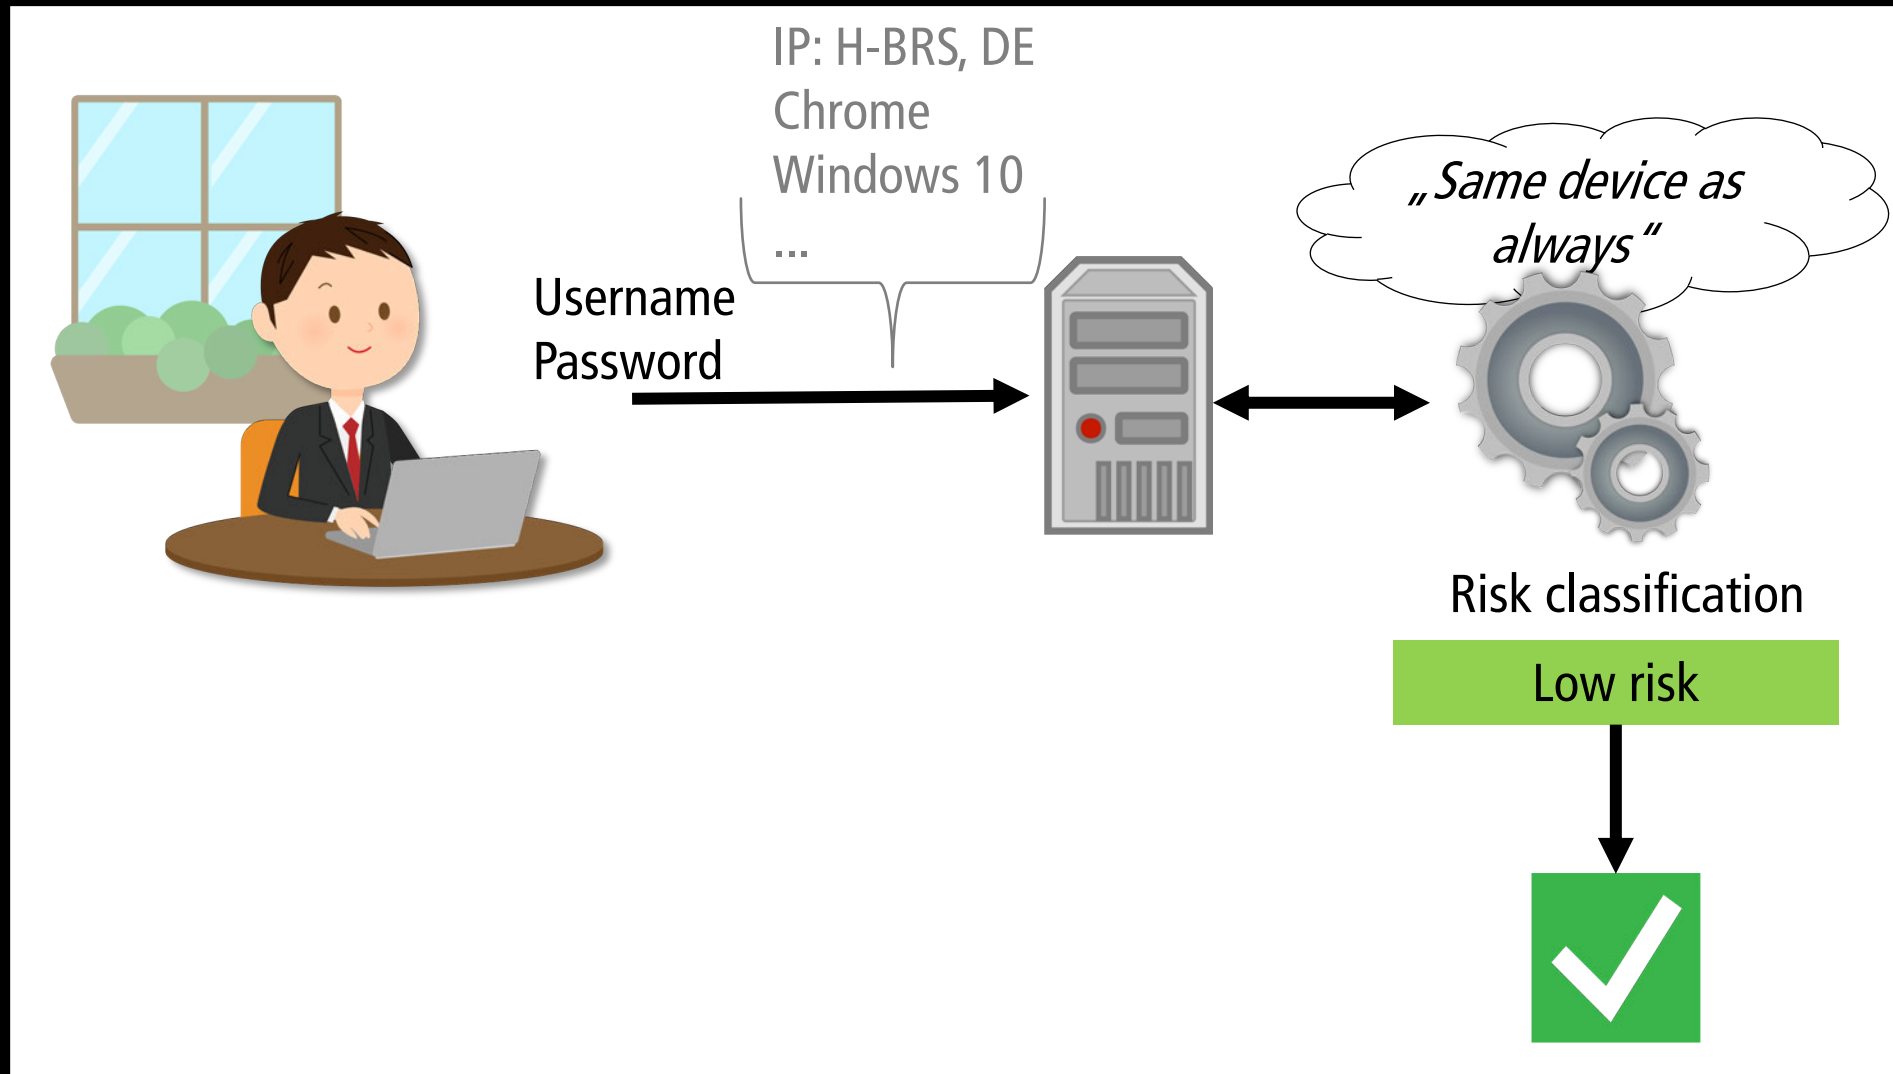 IP: H-BRS, DE
Chrome
Windows 10
...
Username
Password
„Same device as
always“
Risk classification
Low risk